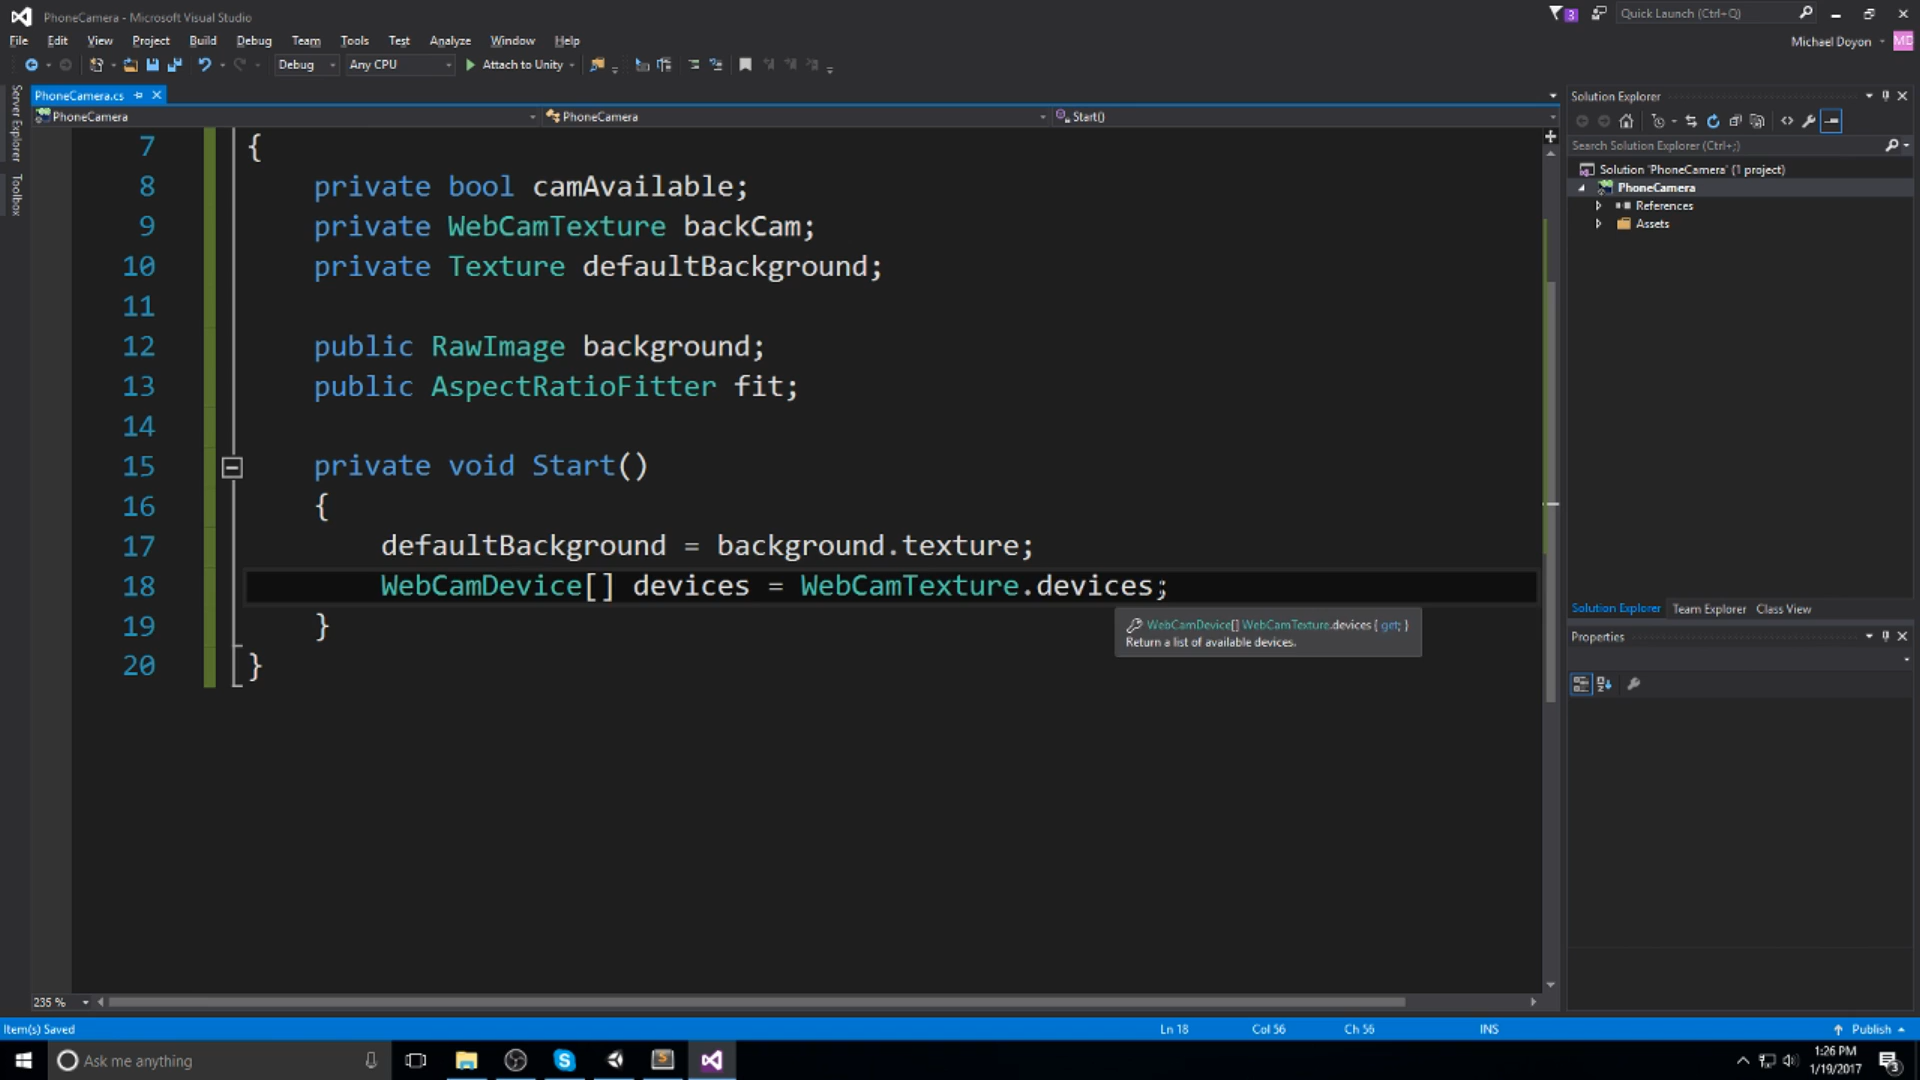 PhoneCamera - Microsoft Visual Studio
3
Quick Launch (Ctrl+Q)
File Edit View Project Build Debug Team Tools Test Analyze Window Help
Michael Doyon
MD
Debug Any CPU Attach to Unity
Server Explorer
Toolbox
PhoneCamera.cs
PhoneCamera PhoneCamera Start()
7 {
8 private bool camAvailable;
9 private WebCamTexture backCam;
10 private Texture defaultBackground;
11
12 public RawImage background;
13 public AspectRatioFitter fit;
14
15 private void Start()
16 {
17 defaultBackground = background.texture;
18 WebCamDevice[] devices = WebCamTexture.devices;
19 }
20 }
WebCamDevice[] WebCamTexture.devices { get; }
Return a list of available devices.
Solution Explorer
Search Solution Explorer (Ctrl+;)
Solution 'PhoneCamera' (1 project)
PhoneCamera
References
Assets
Solution Explorer Team Explorer Class View
Properties
235 %
Item(s) Saved
Ln 18 Col 56 Ch 56 INS
Publish
Ask me anything
1:26 PM
1/19/2017
3